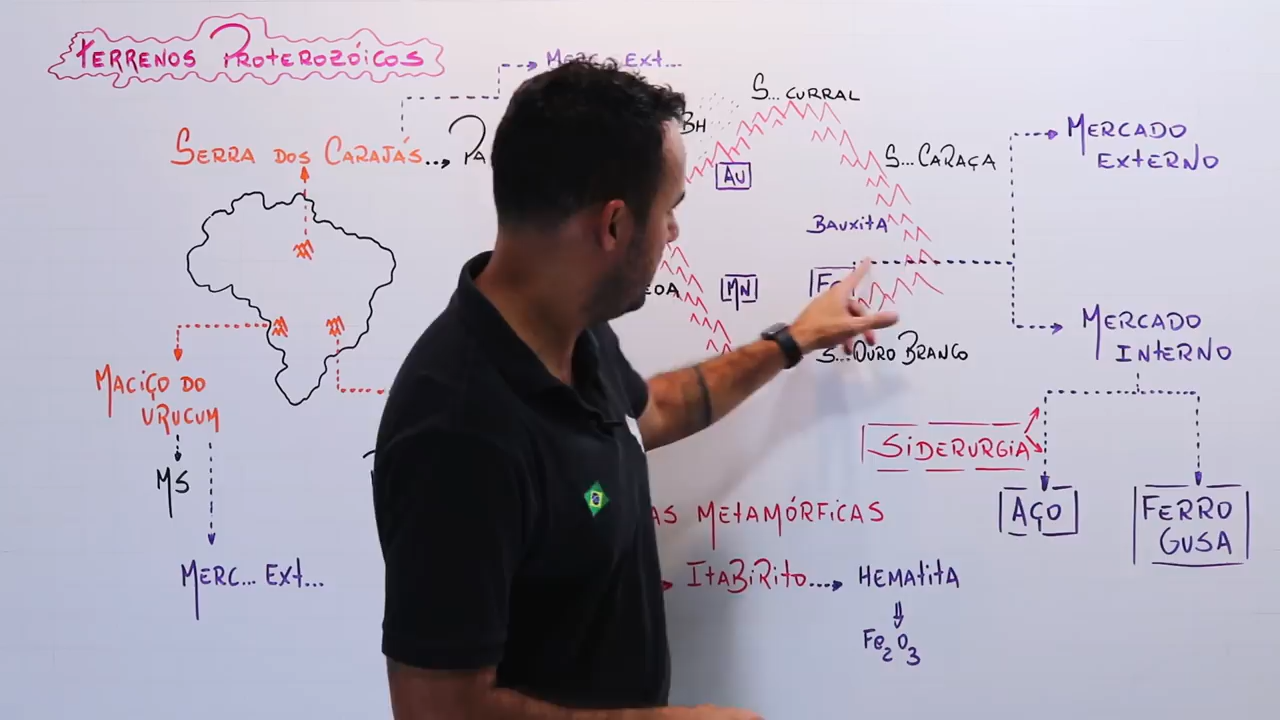 TERRENOS PROTEROZÓICOS
MERC... EXT...
SERRA DOS CARAJÁS...
BH
S... CURRAL
AU
S... CARAÇA
MERCADO
EXTERNO
BAUXITA
MN
MERCADO
INTERNO
S... OURO BRANCO
MACIÇO DO
URUCUM
MS
MERC... EXT...
SIDERURGIA
AÇO
FERRO
GUSA
METAMÓRFICAS
ITABIRITO...
HEMATITA
Fe2O3